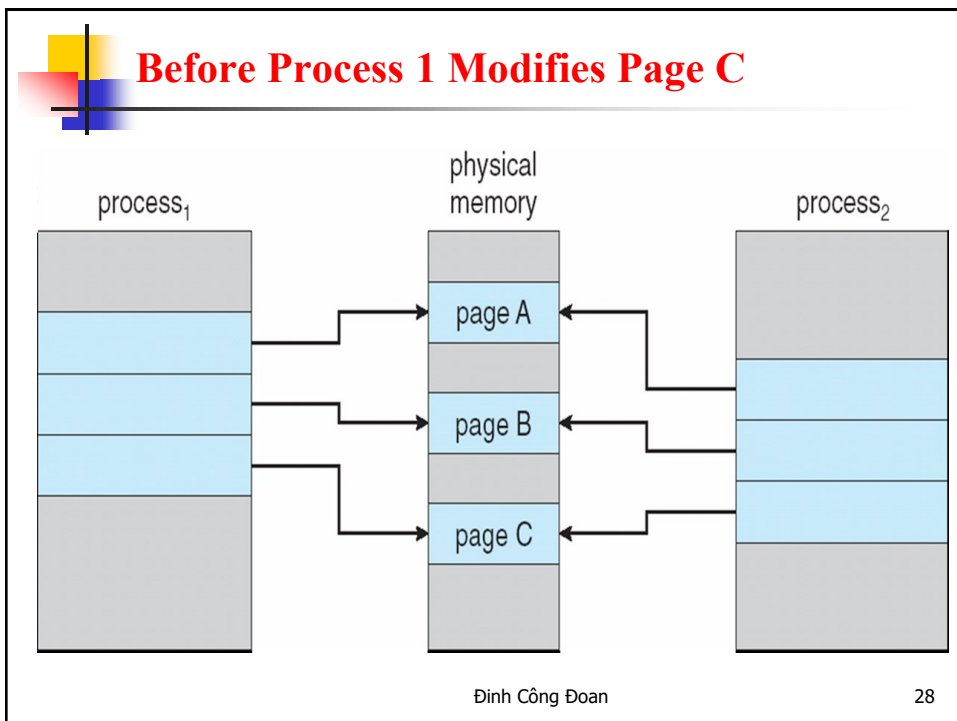 Before Process 1 Modifies Page C
physical
memory
process₁
process₂
page A
page B
page C
Đinh Công Đoan
28